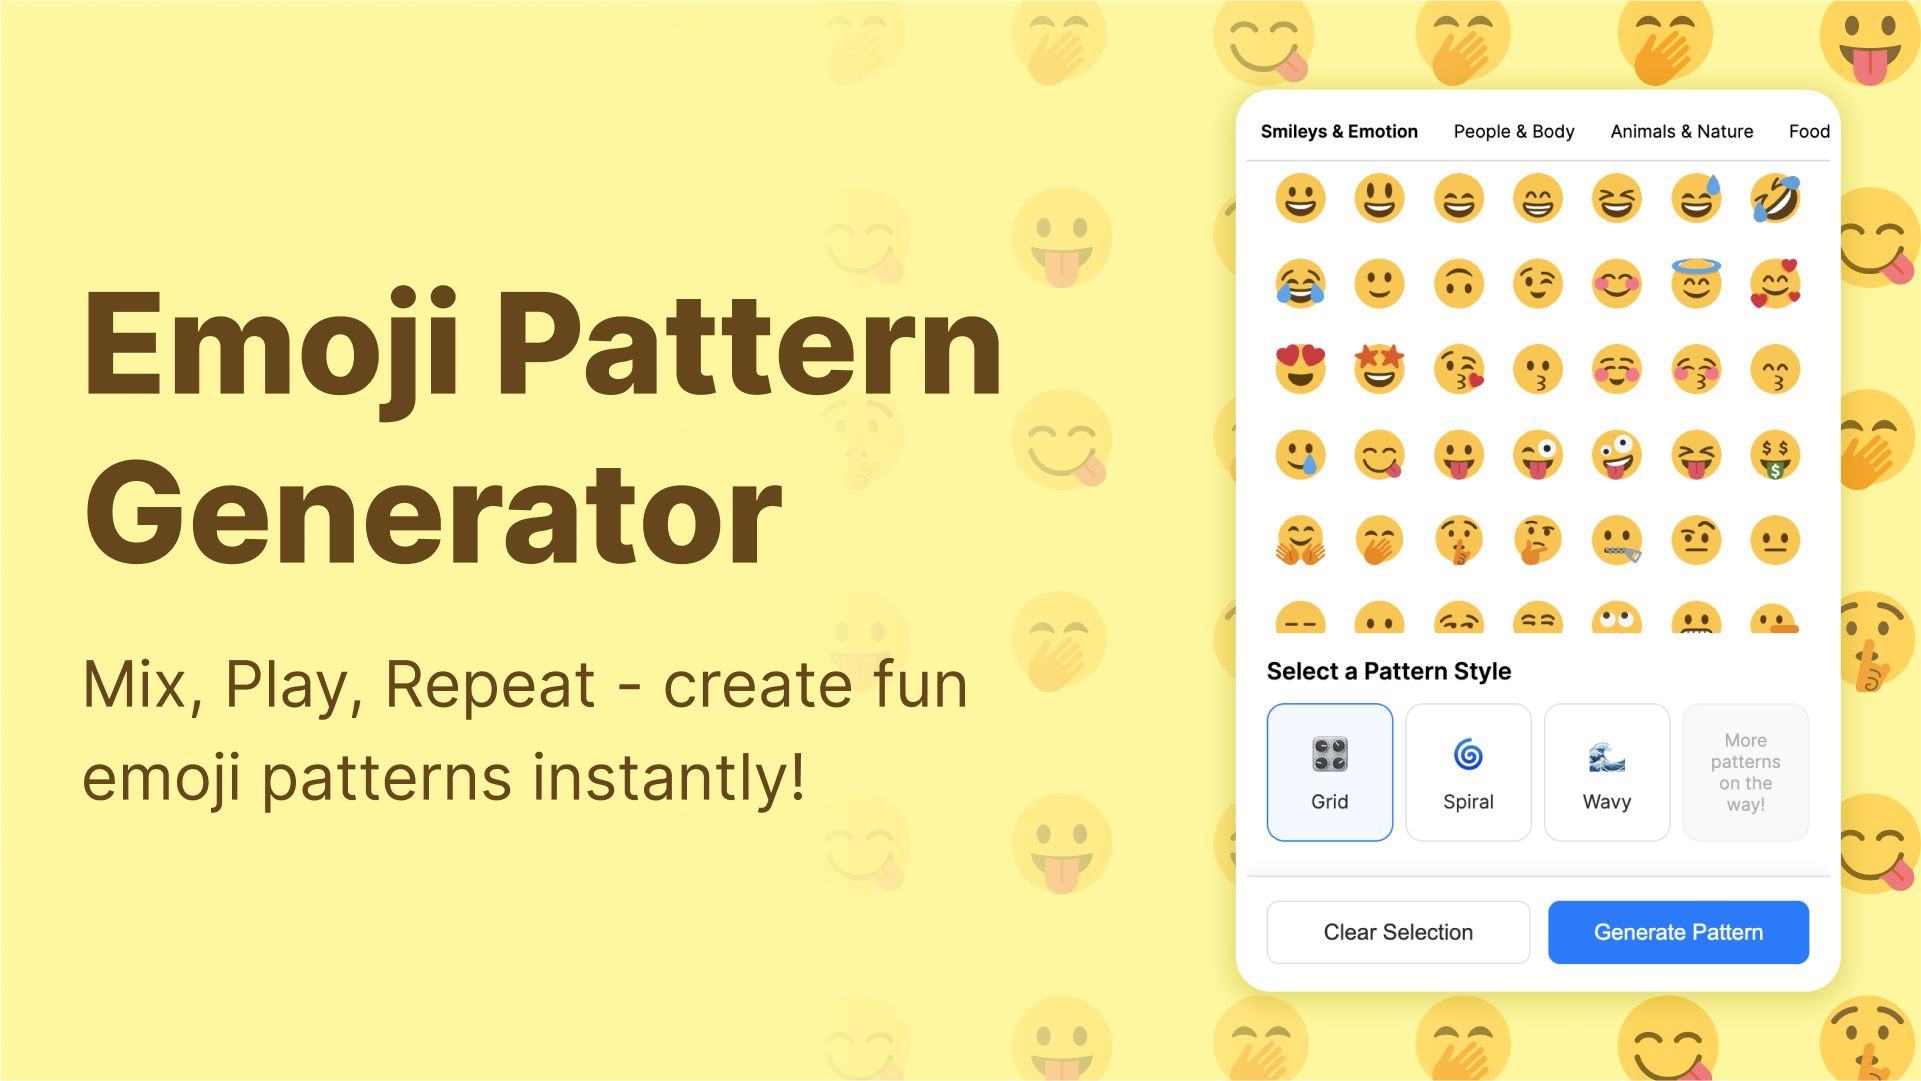 Emoji Pattern
Generator
Mix, Play, Repeat - create fun
emoji patterns instantly!
Smileys & Emotion People & Body Animals & Nature Food
Select a Pattern Style
Grid
Spiral
Wavy
More
patterns
on the
way!
Clear Selection
Generate Pattern